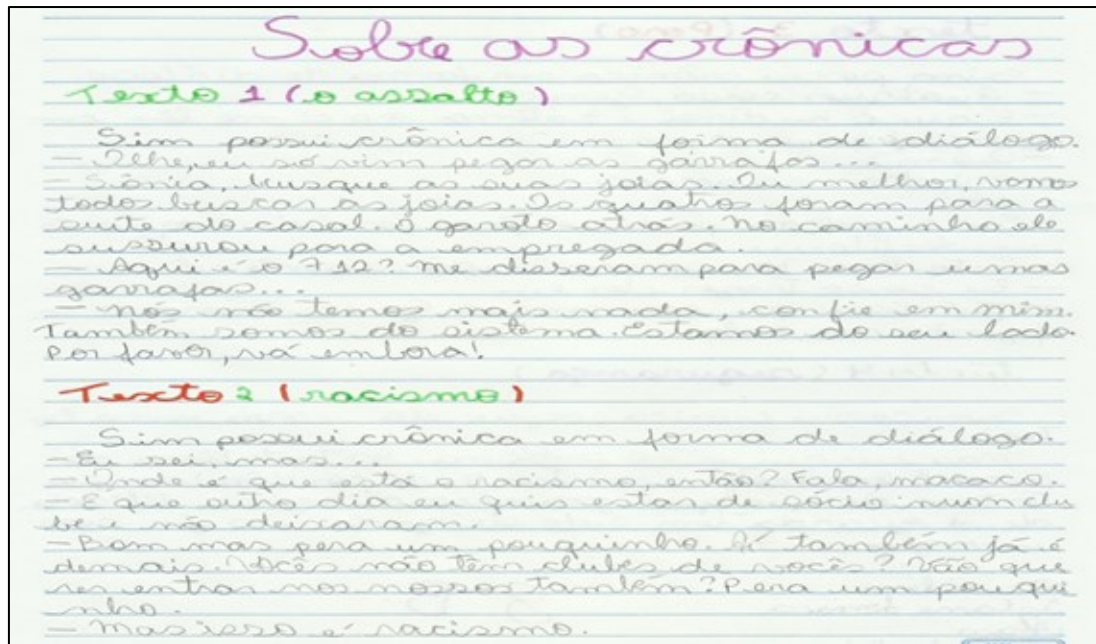 Sobre as crônicas
Texto 1 (o assalto)
Sim possui crônica em forma de diálogo.
- Olhe, eu só vim pegar as garrafas...
- Sônia, busque as suas joias. Ou melhor, vamos
todos buscar as joias. Os quatro foram para a
suite do casal. O garoto atrás. No caminho ele
sussurou para a empregada.
- Aqui é o 712? Me disseram para pegar umas
garrafas...
- Nós não temos mais nada, confie em mim.
Também somos do sistema. Estamos do seu lado.
Por favor, vá embora!
Texto 2 (racismo)
Sim possui crônica em forma de diálogo.
- Eu sei, mas...
- Onde é que está o racismo, então? Fala, macaco.
- É que outro dia eu quis estar de sócio num clu
be e não deixaram.
- Bom mas pera um pouquinho. Aí também já é
demais. Vocês não têm clubes de vocês? Vão que
rer entrar nos nossos também? Pera um pouqui
nho.
- Mas isso é racismo.